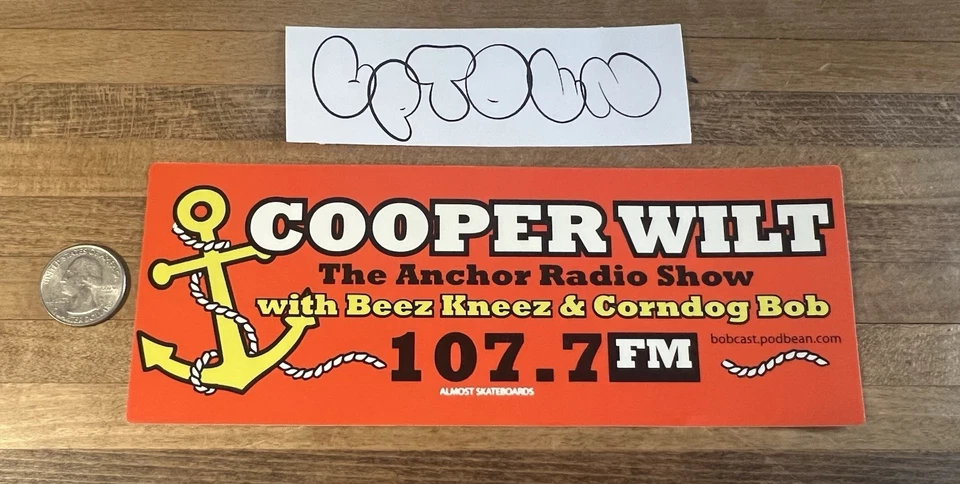 UPTOWN
COOPER WILT
The Anchor Radio Show
with Beez Kneez & Corndog Bob
107.7 FM
bobcast.podbean.com
ALMOST SKATEBOARDS